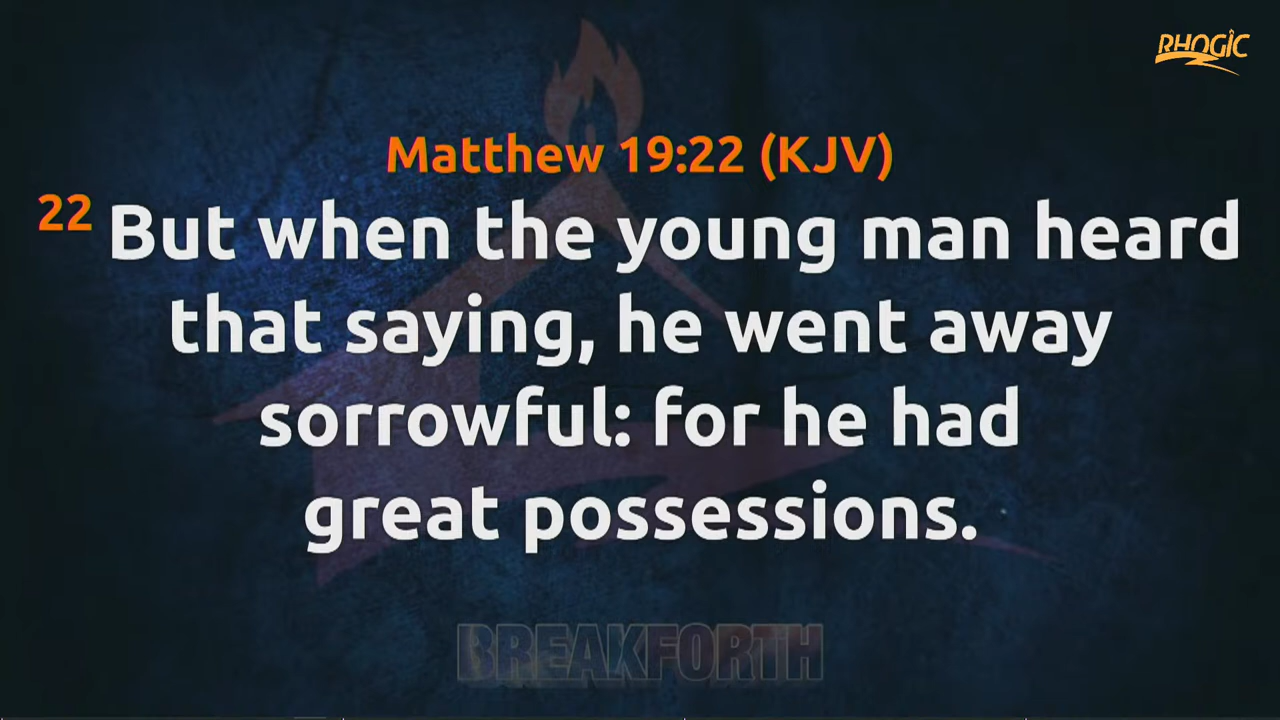 RHOGIC
Matthew 19:22 (KJV)
22 But when the young man heard
that saying, he went away
sorrowful: for he had
great possessions.
BREAKFORTH